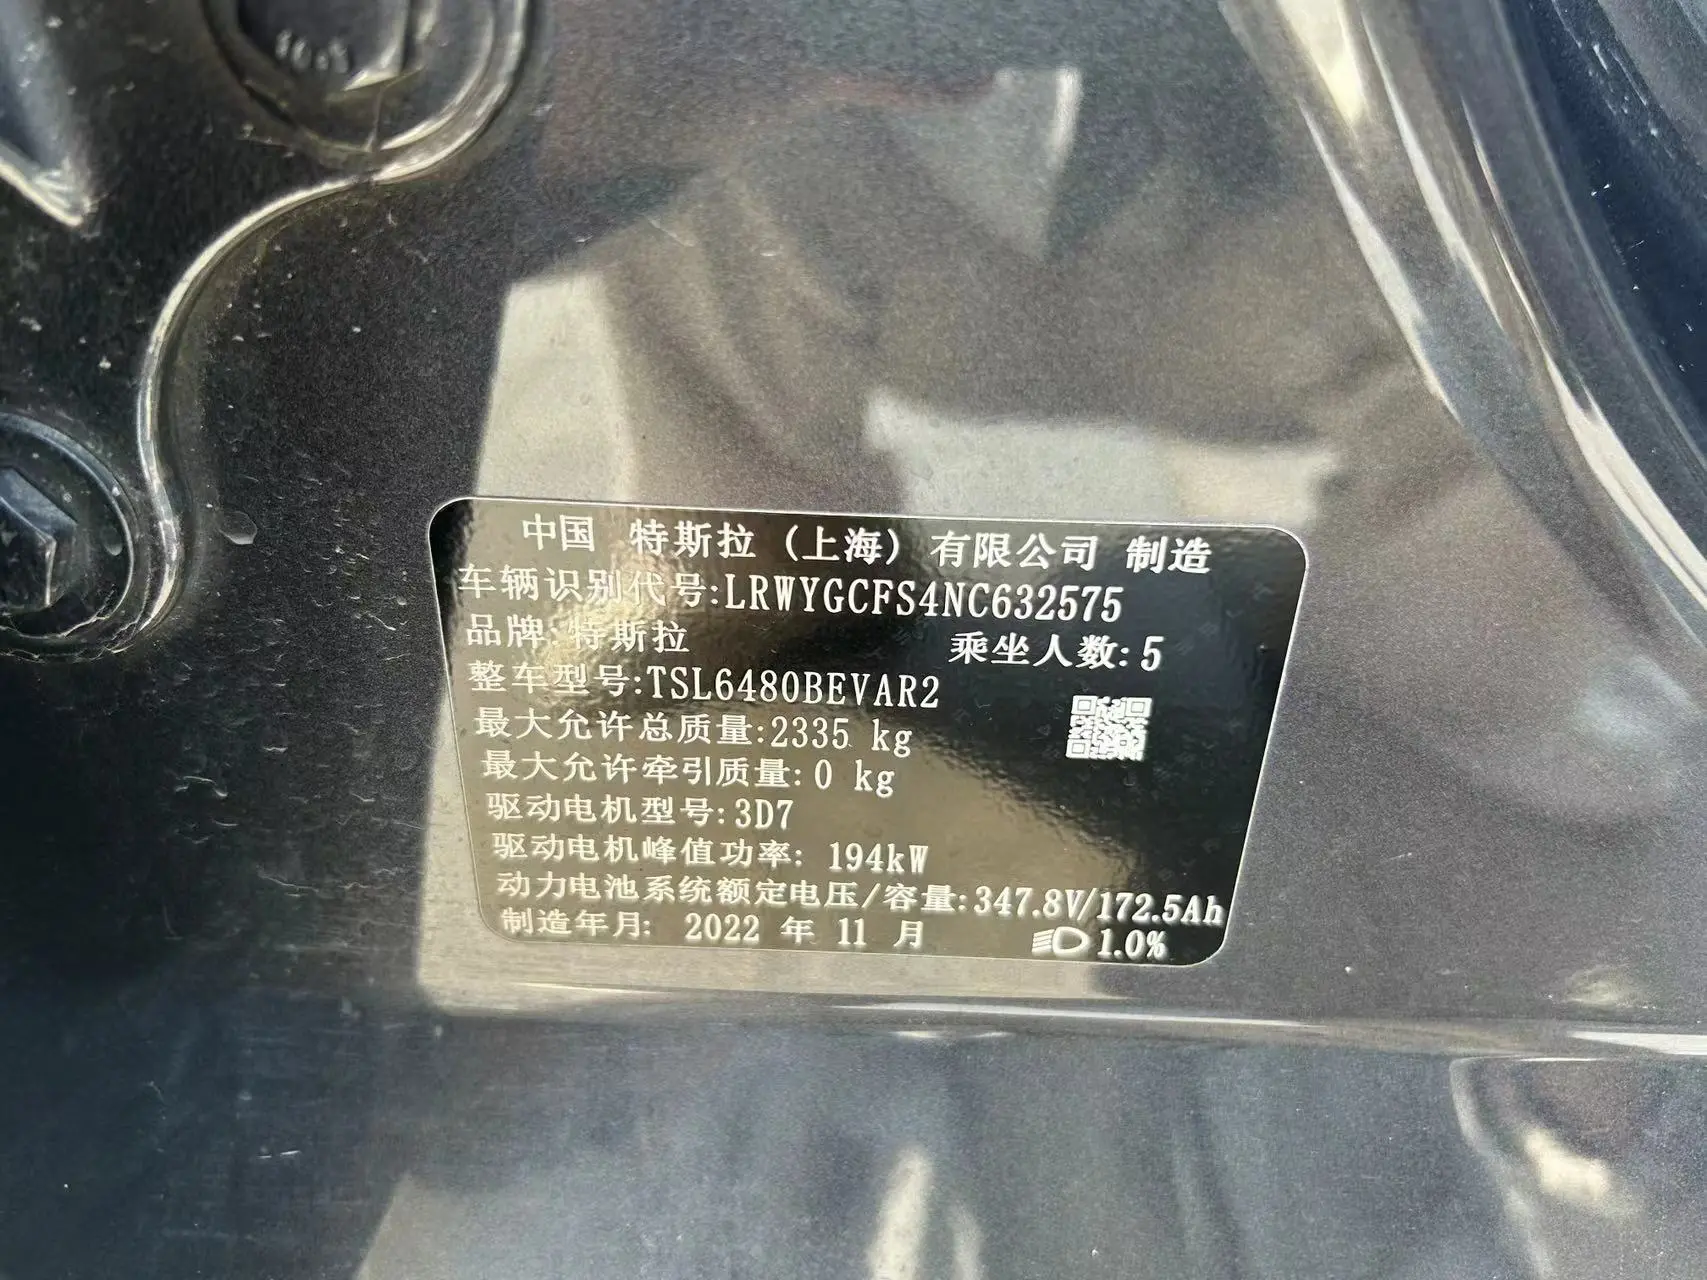 中国 特斯拉（上海）有限公司 制造
车辆识别代号:LRWYGCFS4NC632575
品牌:特斯拉 乘坐人数:5
整车型号:TSL6480BEVAR2
最大允许总质量:2335 kg
最大允许牵引质量: 0 kg
驱动电机型号:3D7
驱动电机峰值功率: 194kW
动力电池系统额定电压/容量:347.8V/172.5Ah
制造年月: 2022 年 11 月 1.0%